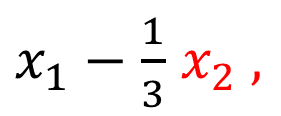 x₁ − 1/3 x₂ ,